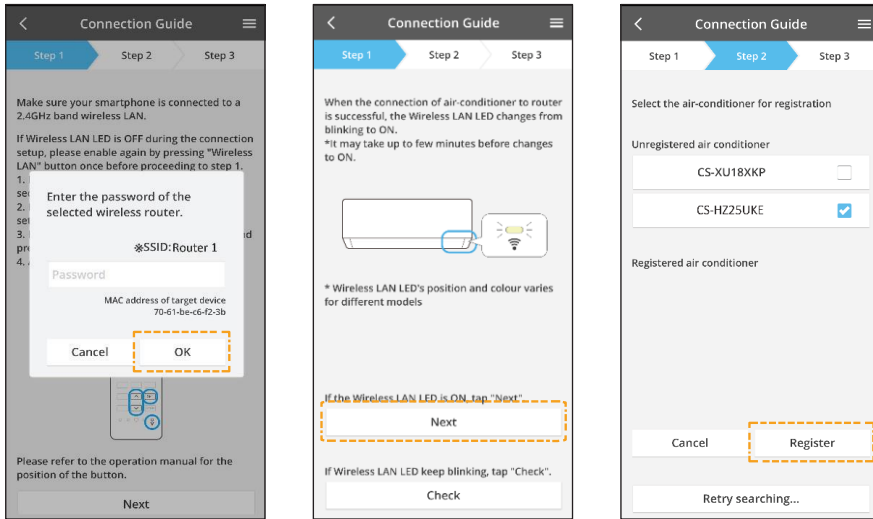 Connection Guide
Step 1
Step 2
Step 3
Make sure your smartphone is connected to a
2.4GHz band wireless LAN.
If Wireless LAN LED is OFF during the connection
setup, please enable again by pressing "Wireless
LAN" button once before proceeding to step 1.
1.
2.
3.
4.
Enter the password of the
selected wireless router.
※SSID:Router 1
Password
MAC address of target device
70-61-be-c6-f2-3b
Cancel
OK
Please refer to the operation manual for the
position of the button.
Next
Connection Guide
Step 1
Step 2
Step 3
When the connection of air-conditioner to router
is successful, the Wireless LAN LED changes from
blinking to ON.
*It may take up to few minutes before changes
to ON.
* Wireless LAN LED's position and colour varies
for different models
If the Wireless LAN LED is ON, tap "Next"
Next
If Wireless LAN LED keep blinking, tap "Check".
Check
Connection Guide
Step 1
Step 2
Step 3
Select the air-conditioner for registration
Unregistered air conditioner
CS-XU18XKP
CS-HZ25UKE
Registered air conditioner
Cancel
Register
Retry searching...